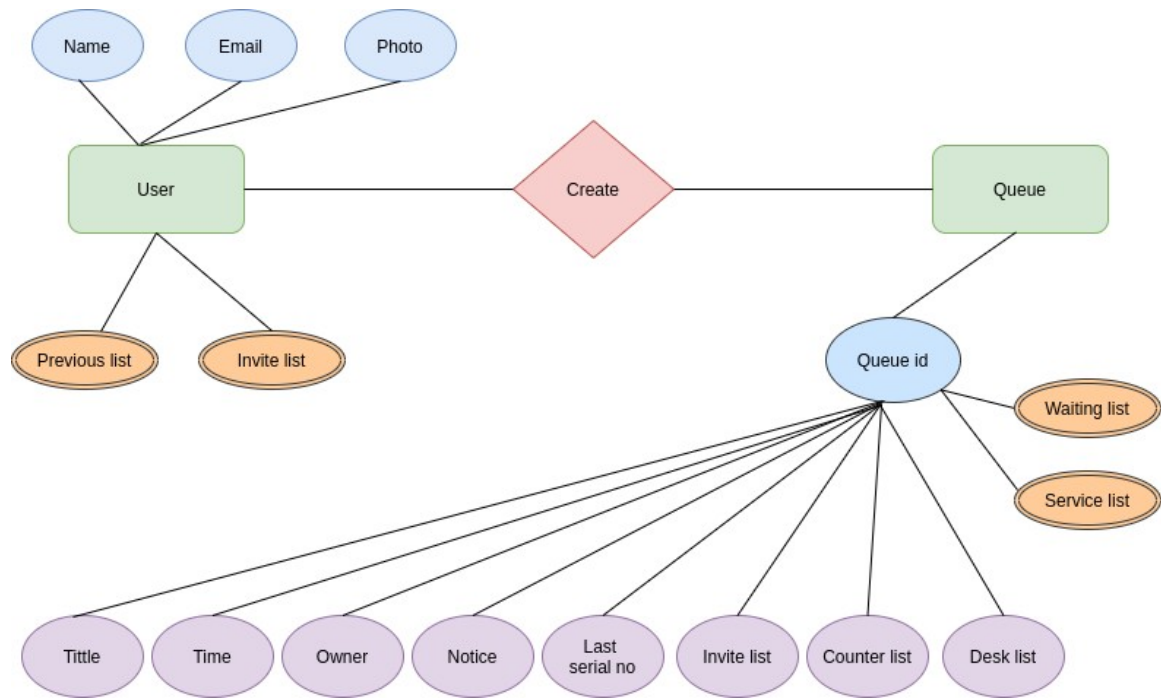 Name
Email
Photo
User
Create
Queue
Previous list
Invite list
Queue id
Waiting list
Service list
Tittle
Time
Owner
Notice
Last
serial no
Invite list
Counter list
Desk list